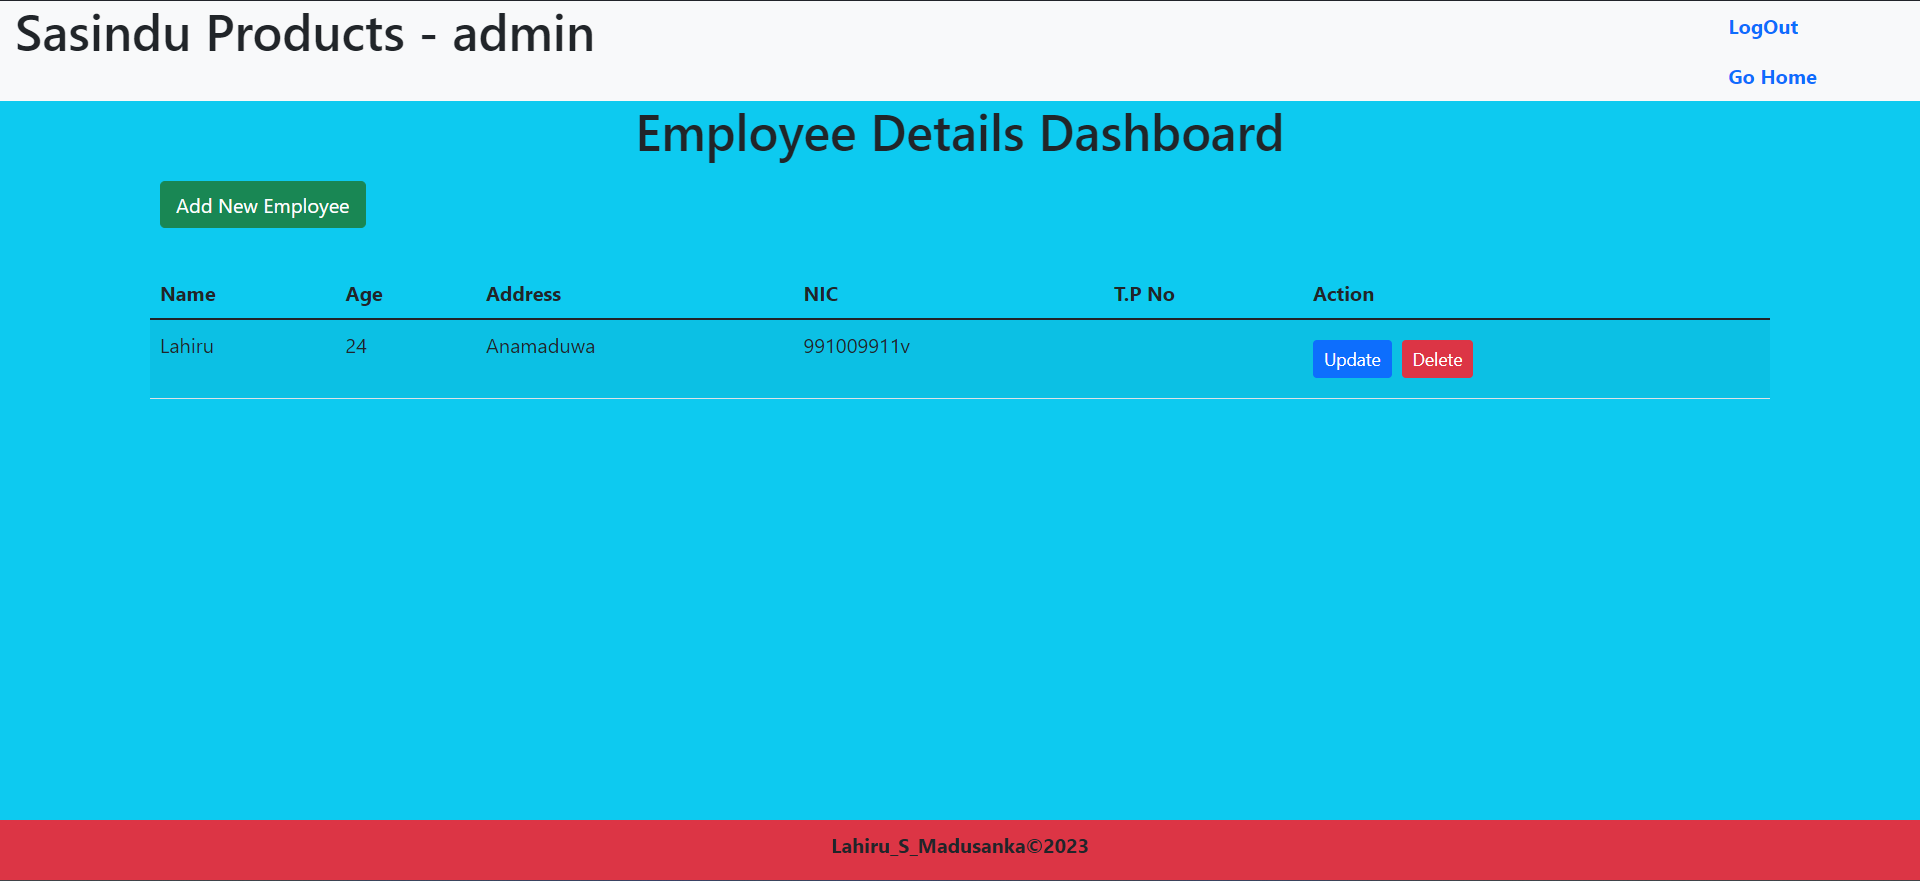 Sasindu Products - admin
LogOut
Go Home
Employee Details Dashboard
Add New Employee
Name Age Address NIC T.P No Action
Lahiru 24 Anamaduwa 991009911v Update Delete
Lahiru_S_Madusanka©2023